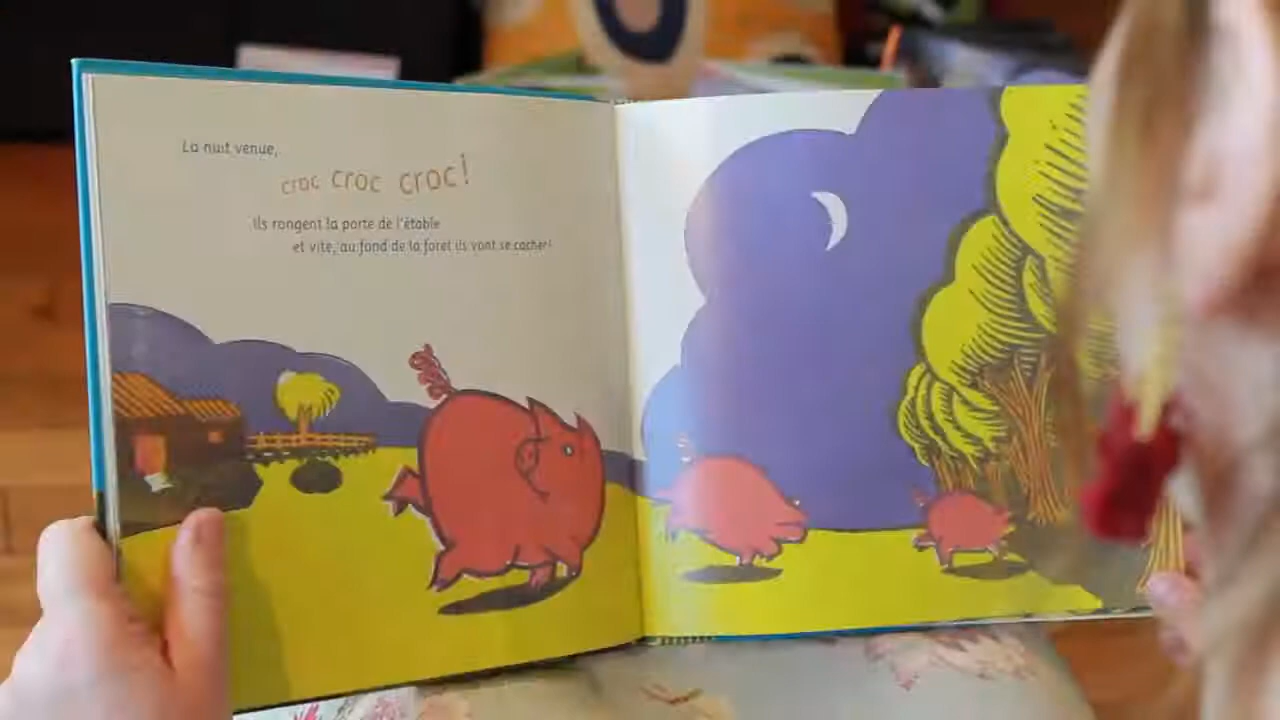 La nuit venue,
croc croc croc!
Ils rongent la porte de l'étable
et vite, au fond de la forêt ils vont se cacher!